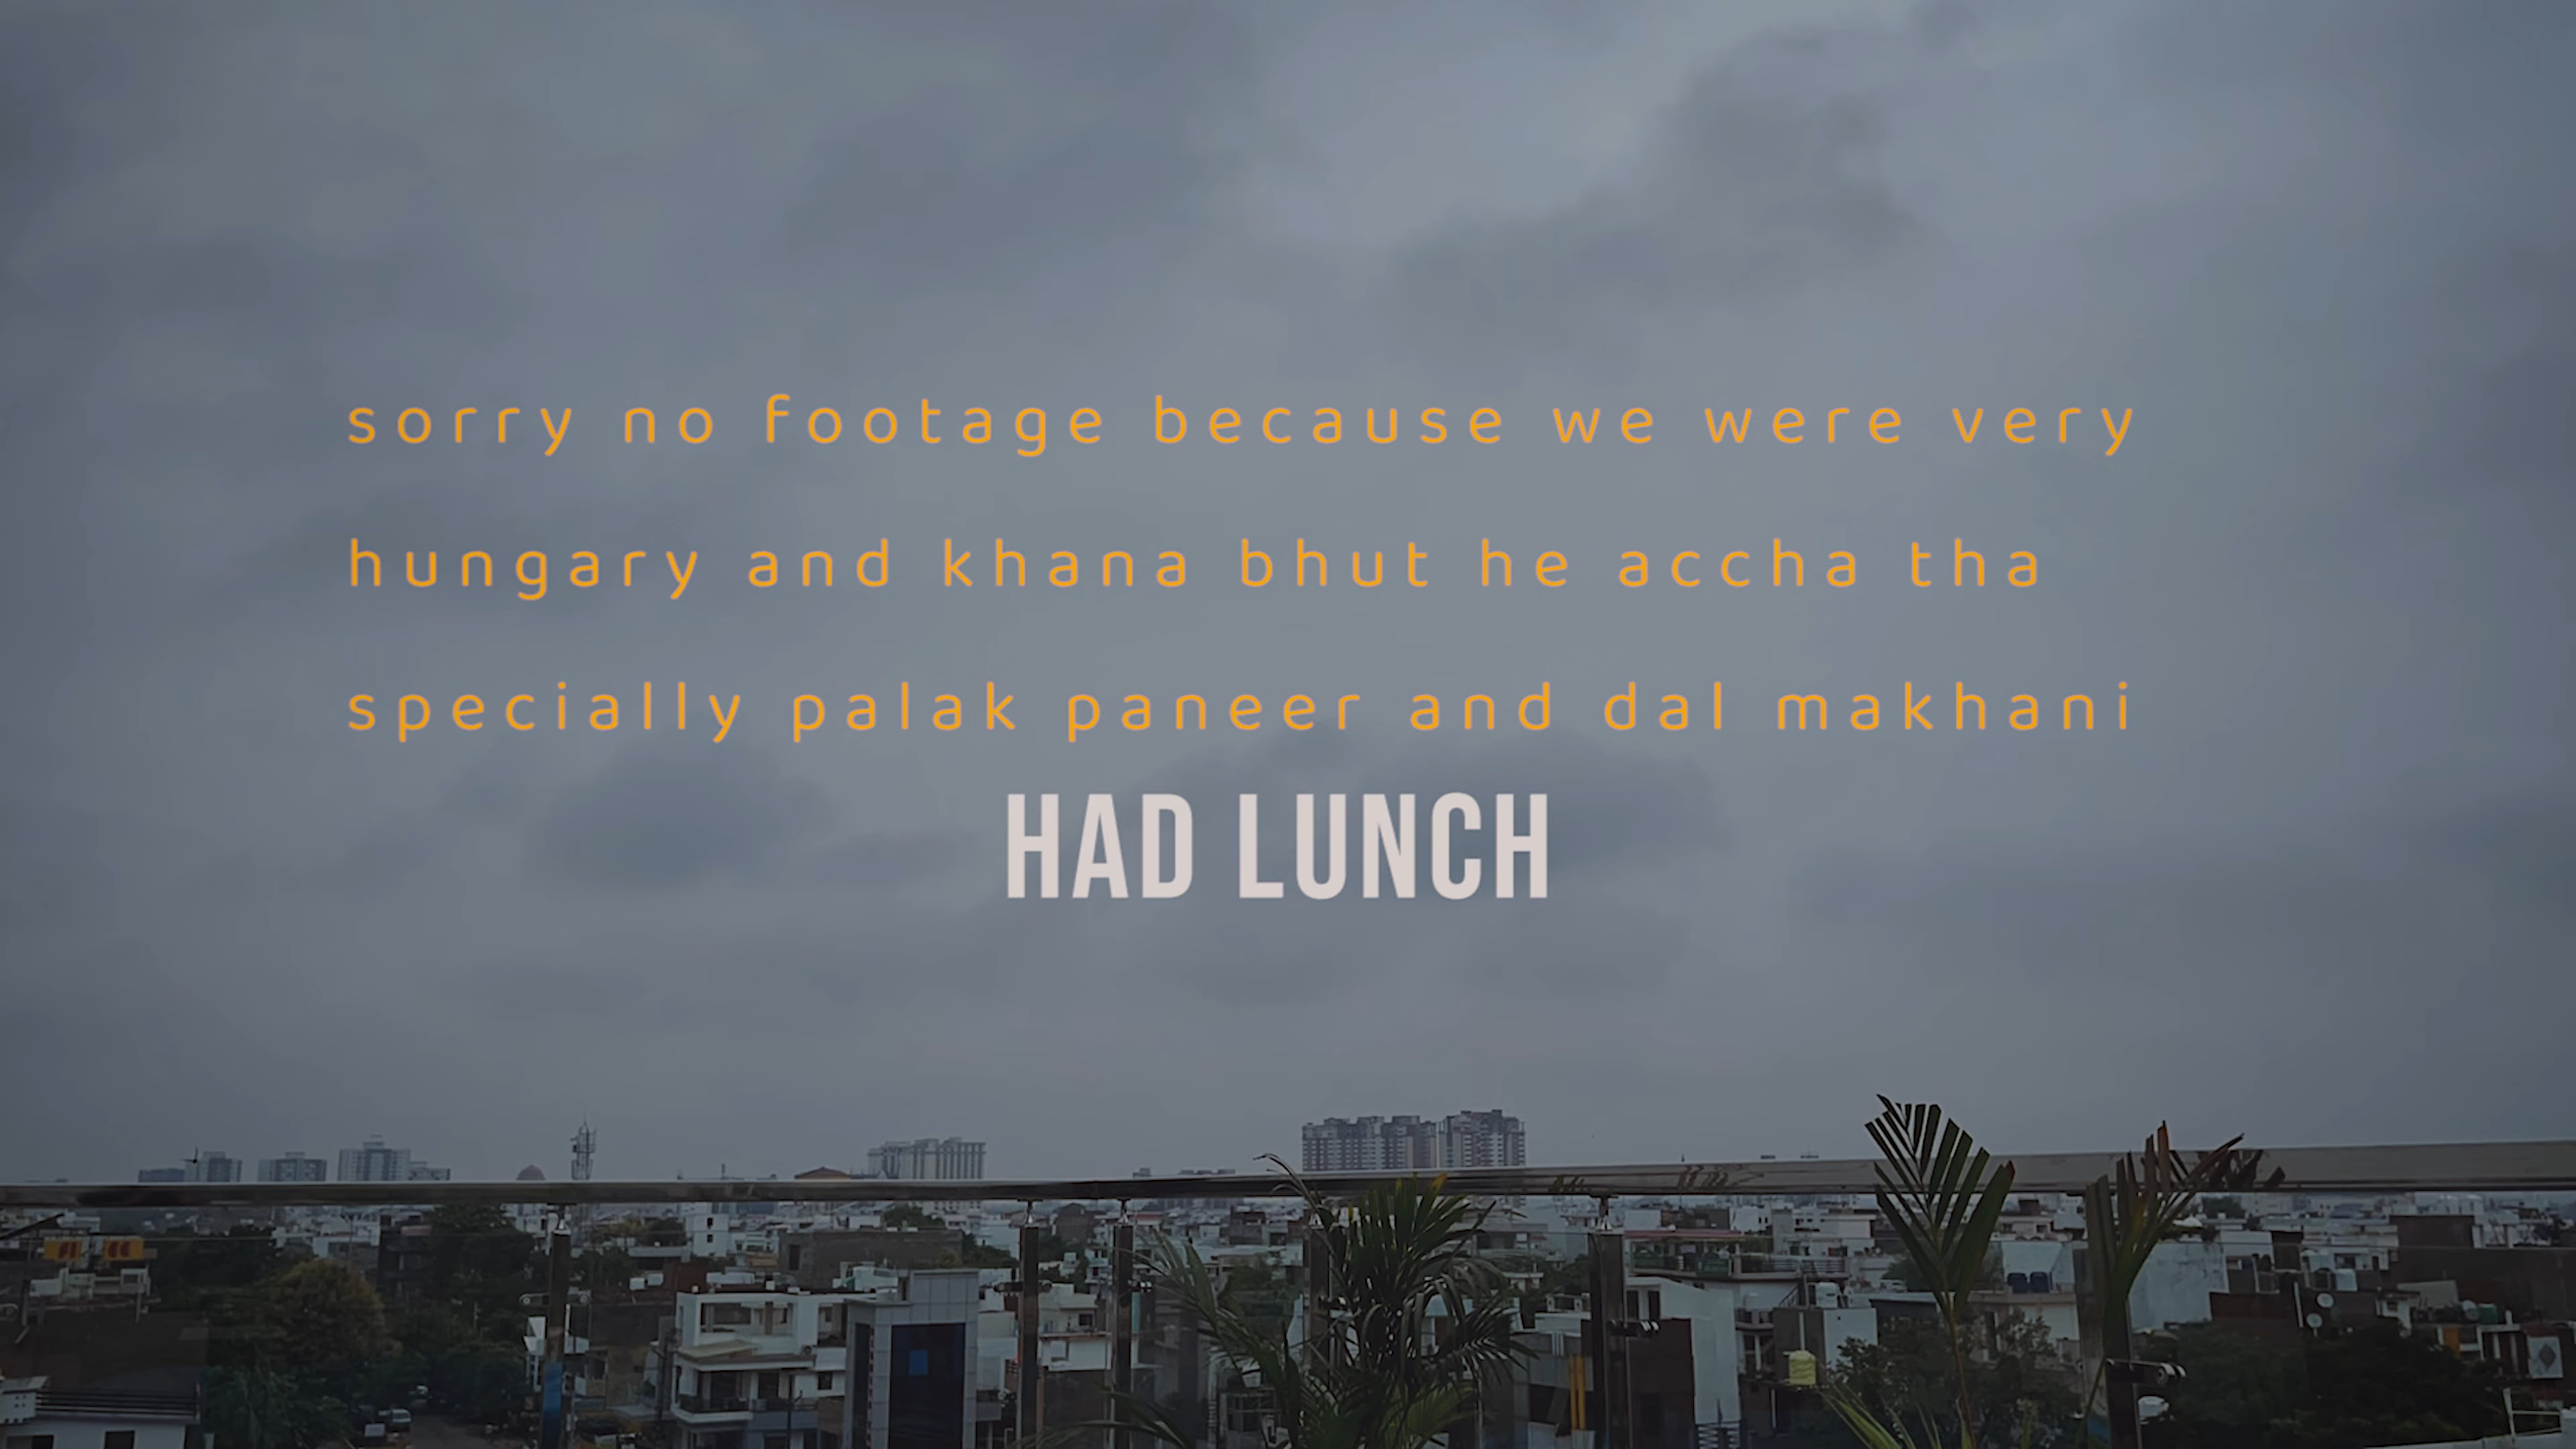 sorry no footage because we were very
hungary and khana bhut he accha tha
specially palak paneer and dal makhani
HAD LUNCH